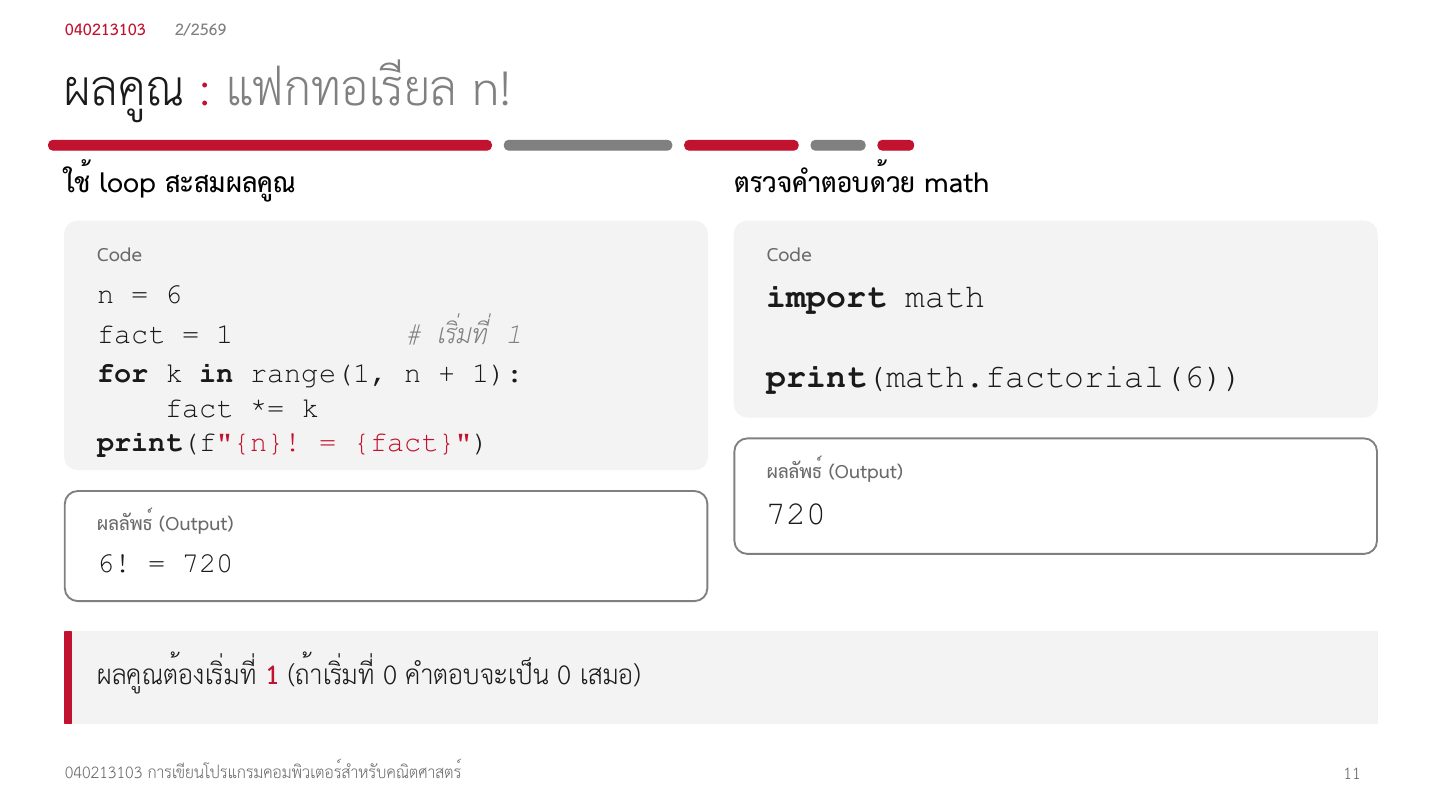 040213103 2/2569
ผลคูณ : แฟกทอเรียล n!
ใช้ loop สะสมผลคูณ
Code
n = 6
fact = 1 # เริ่มที่ 1
for k in range(1, n + 1):
    fact *= k
print(f"{n}! = {fact}")
ผลลัพธ์ (Output)
6! = 720
ตรวจคำตอบด้วย math
Code
import math
print(math.factorial(6))
ผลลัพธ์ (Output)
720
ผลคูณต้องเริ่มที่ 1 (ถ้าเริ่มที่ 0 คำตอบจะเป็น 0 เสมอ)
040213103 การเขียนโปรแกรมคอมพิวเตอร์สำหรับคณิตศาสตร์ 11